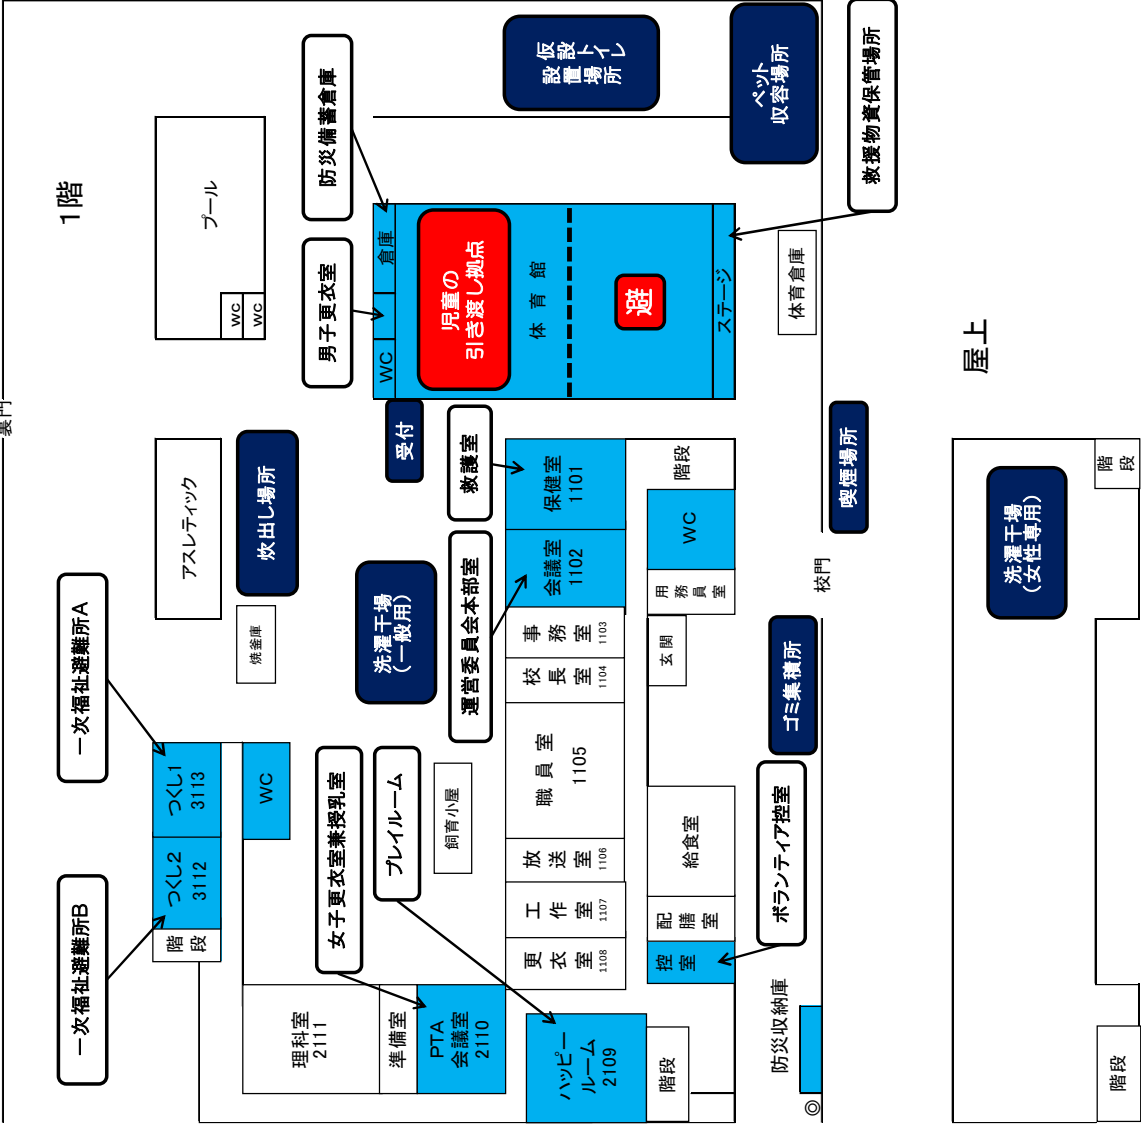 1階
裏門
プール
WC
WC
防災備蓄倉庫
男子更衣室
仮設トイレ
設置場所
ペット
収容場所
救援物資保管場所
倉庫
WC
児童の
引き渡し拠点
体育館
避
ステージ
体育倉庫
受付
アスレティック
炊出し場所
焼釜庫
洗濯干場
(一般用)
救護室
運営委員会本部室
保健室
1101
会議室
1102
事務室
1103
校長室
1104
職員室
1105
放送室
1106
工作室
1107
更衣室
1108
階段
WC
用務員室
玄関
給食室
配膳室
控室
校門
喫煙場所
ゴミ集積所
ボランティア控室
一次福祉避難所A
一次福祉避難所B
つくし1
3113
つくし2
3112
階段
WC
女子更衣室兼授乳室
プレイルーム
飼育小屋
理科室
2111
準備室
PTA
会議室
2110
ハッピー
ルーム
2109
階段
防災収納庫
◎
屋上
洗濯干場
(女性専用)
階段
階段